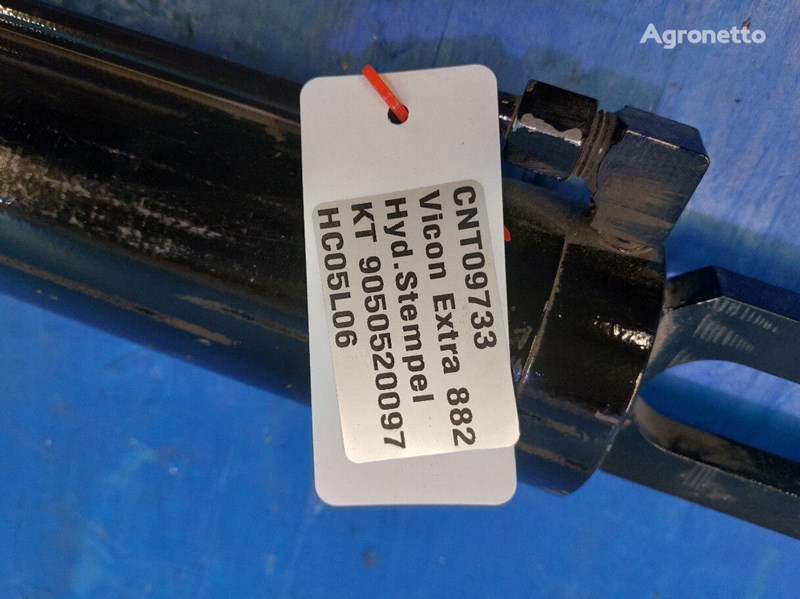 Agronetto
CNT09733
Vicon Extra 882
Hyd.Stempel
KT 9050520097
HC05L06